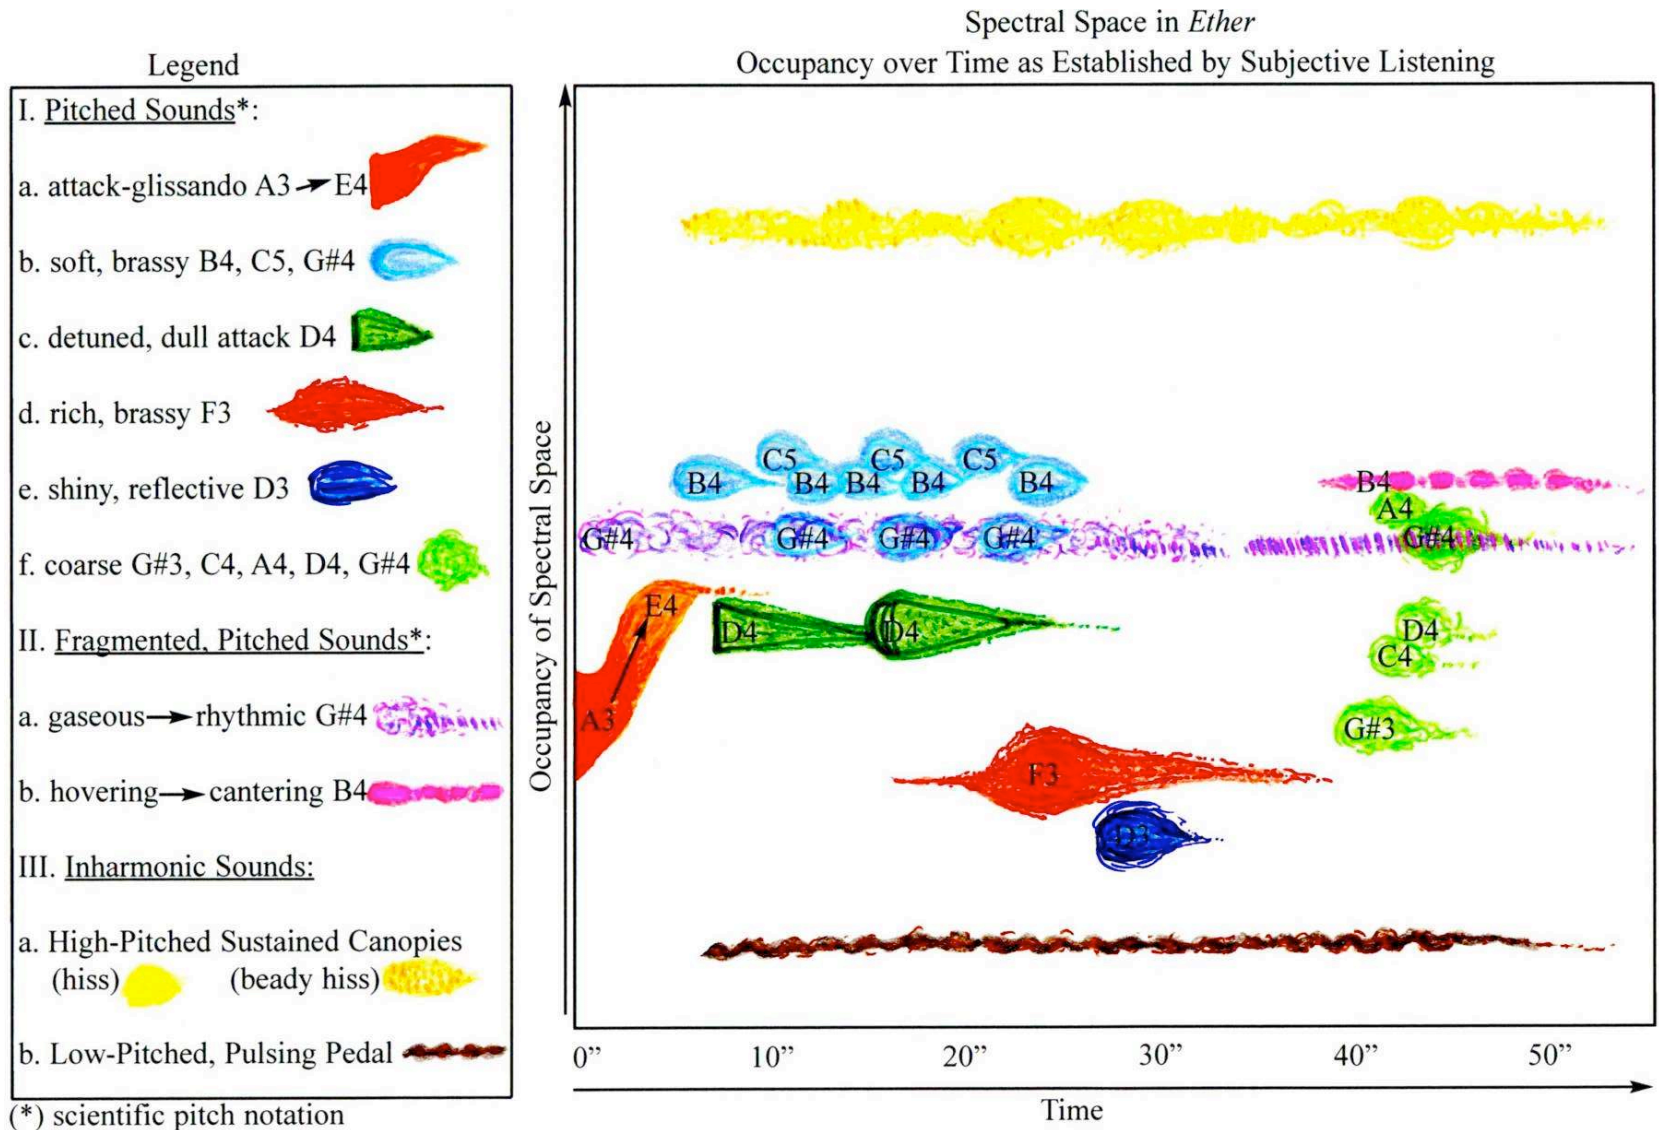 Spectral Space in Ether
Occupancy over Time as Established by Subjective Listening
Legend
I. Pitched Sounds*:
a. attack-glissando A3 → E4
b. soft, brassy B4, C5, G#4
c. detuned, dull attack D4
d. rich, brassy F3
e. shiny, reflective D3
f. coarse G#3, C4, A4, D4, G#4
II. Fragmented, Pitched Sounds*:
a. gaseous → rhythmic G#4
b. hovering → cantering B4
III. Inharmonic Sounds:
a. High-Pitched Sustained Canopies
(hiss) (beady hiss)
b. Low-Pitched, Pulsing Pedal
(*) scientific pitch notation
Occupancy of Spectral Space
C5 C5 C5
B4 B4 B4 B4 B4 B4
A4
G#4 G#4 G#4 G#4 G#4
E4
D4 D4 D4
C4
A3 G#3
F3
D3
0” 10” 20” 30” 40” 50”
Time